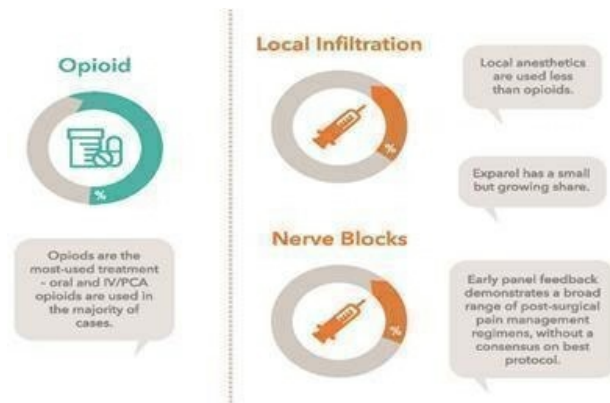 Opioid
%
Opiods are the
most-used treatment
- oral and IV/PCA
opioids are used in
the majority of
cases.
Local Infiltration
%
Local anesthetics
are used less
than opioids.
Exparel has a small
but growing share.
Nerve Blocks
%
Early panel feedback
demonstrates a broad
range of post-surgical
pain management
regimens, without a
consensus on best
protocol.